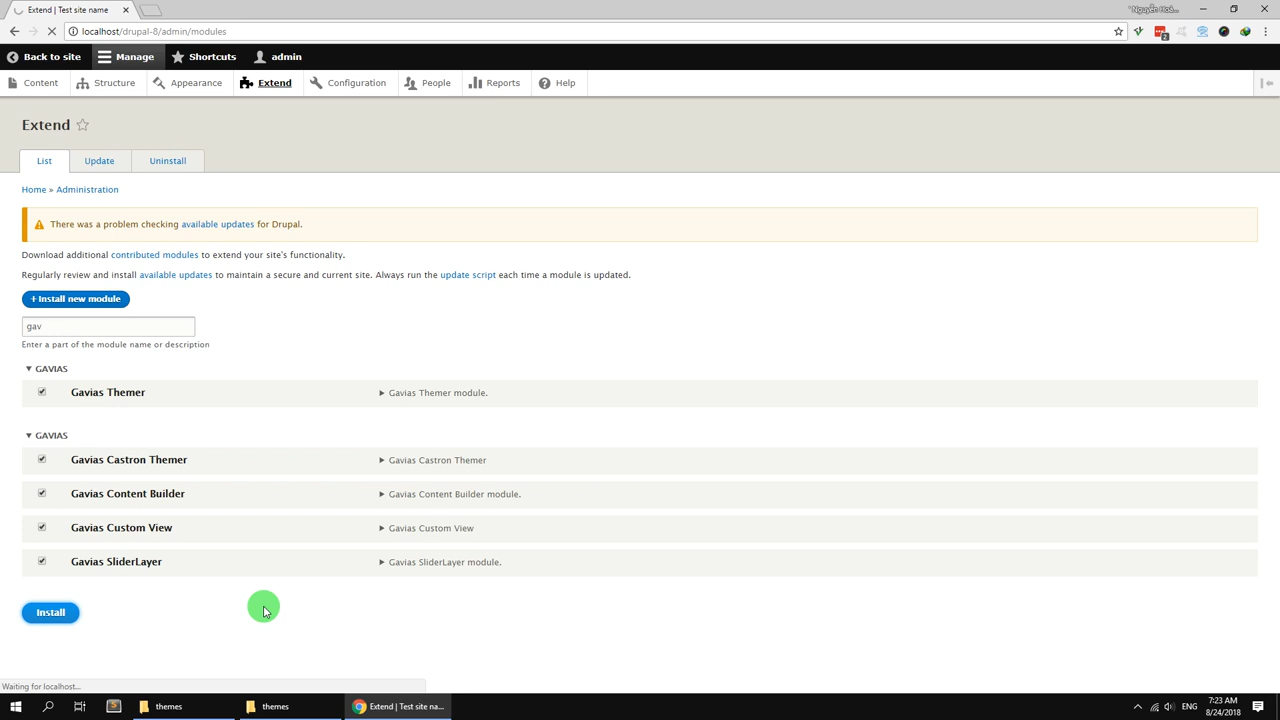 Extend | Test site name
"Nguyễn Hoà...
localhost/drupal-8/admin/modules
2
Back to site
Manage
Shortcuts
admin
Content
Structure
Appearance
Extend
Configuration
People
Reports
Help
Extend
List
Update
Uninstall
Home » Administration
There was a problem checking available updates for Drupal.
Download additional contributed modules to extend your site's functionality.
Regularly review and install available updates to maintain a secure and current site. Always run the update script each time a module is updated.
+ Install new module
gav
Enter a part of the module name or description
GAVIAS
Gavias Themer
Gavias Themer module.
GAVIAS
Gavias Castron Themer
Gavias Castron Themer
Gavias Content Builder
Gavias Content Builder module.
Gavias Custom View
Gavias Custom View
Gavias SliderLayer
Gavias SliderLayer module.
Install
Waiting for localhost...
themes
themes
Extend | Test site na...
ENG
7:23 AM
8/24/2018